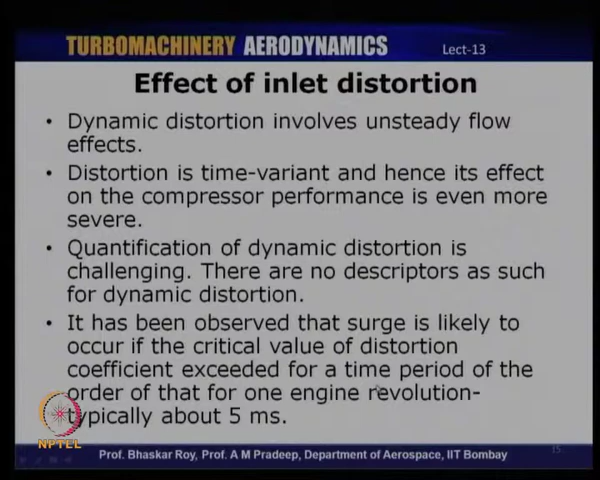 TURBOMACHINERY AERODYNAMICS
Lect-13
Effect of inlet distortion
• Dynamic distortion involves unsteady flow
effects.
• Distortion is time-variant and hence its effect
on the compressor performance is even more
severe.
• Quantification of dynamic distortion is
challenging. There are no descriptors as such
for dynamic distortion.
• It has been observed that surge is likely to
occur if the critical value of distortion
coefficient exceeded for a time period of the
order of that for one engine revolution-
typically about 5 ms.
NPTEL
Prof. Bhaskar Roy, Prof. A M Pradeep, Department of Aerospace, IIT Bombay
15